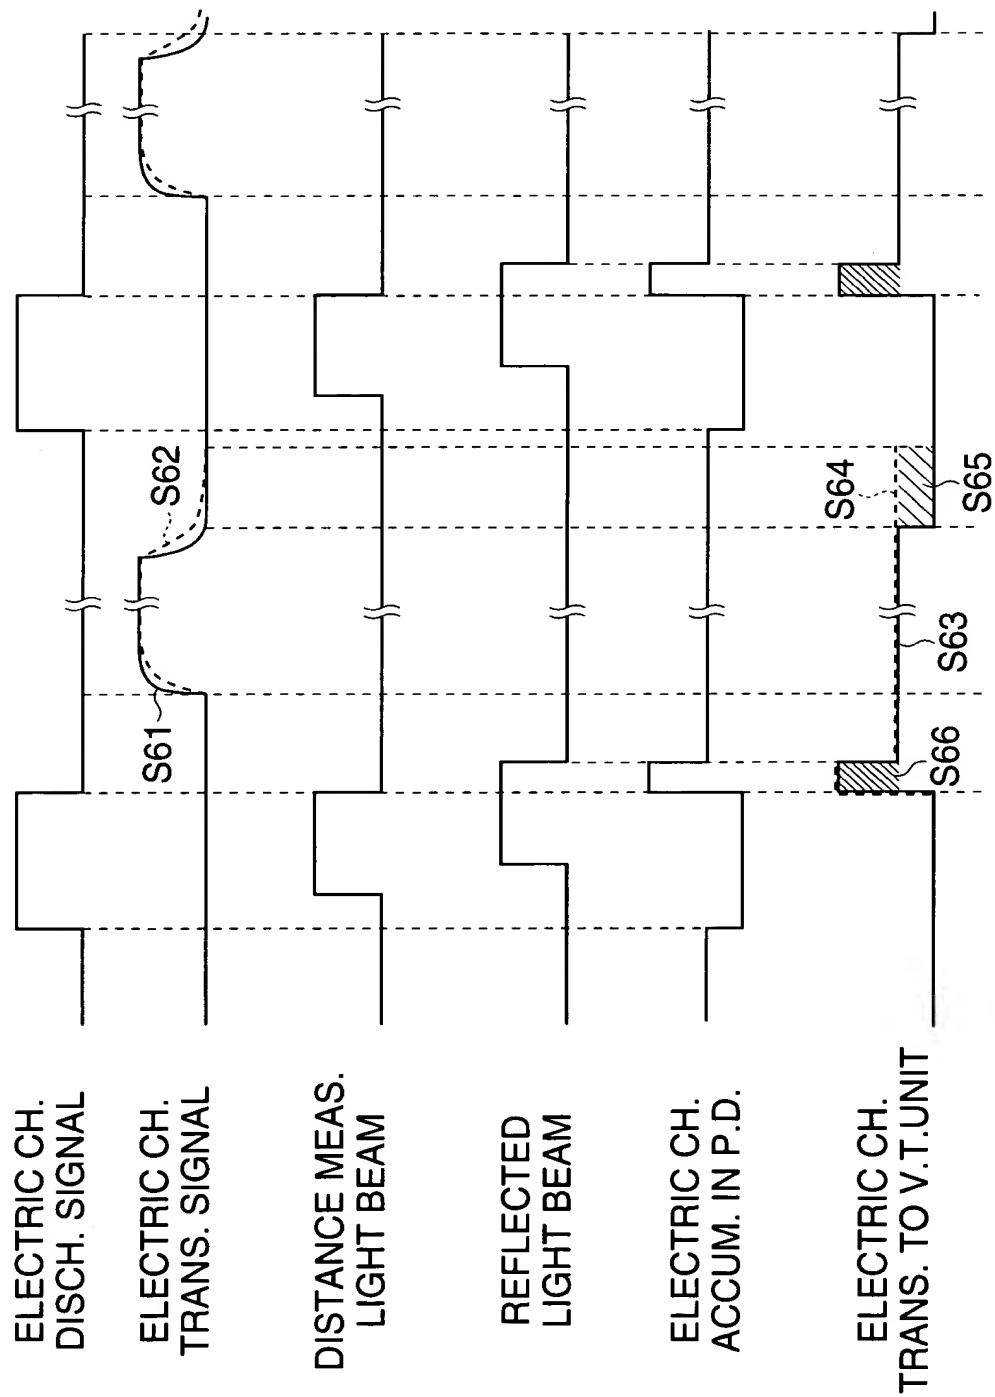 ELECTRIC CH.
DISCH. SIGNAL
ELECTRIC CH.
TRANS. SIGNAL
S61
S62
DISTANCE MEAS.
LIGHT BEAM
REFLECTED
LIGHT BEAM
ELECTRIC CH.
ACCUM. IN P.D.
ELECTRIC CH.
TRANS. TO V.T.UNIT
S66
S63
S64
S65